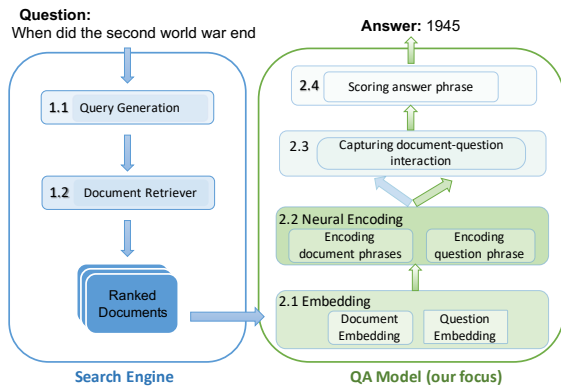 Question:
When did the second world war end
1.1 Query Generation
1.2 Document Retriever
Ranked
Documents
Search Engine
Answer: 1945
2.4 Scoring answer phrase
2.3 Capturing document-question
interaction
2.2 Neural Encoding
Encoding
document phrases
Encoding
question phrase
2.1 Embedding
Document
Embedding
Question
Embedding
QA Model (our focus)